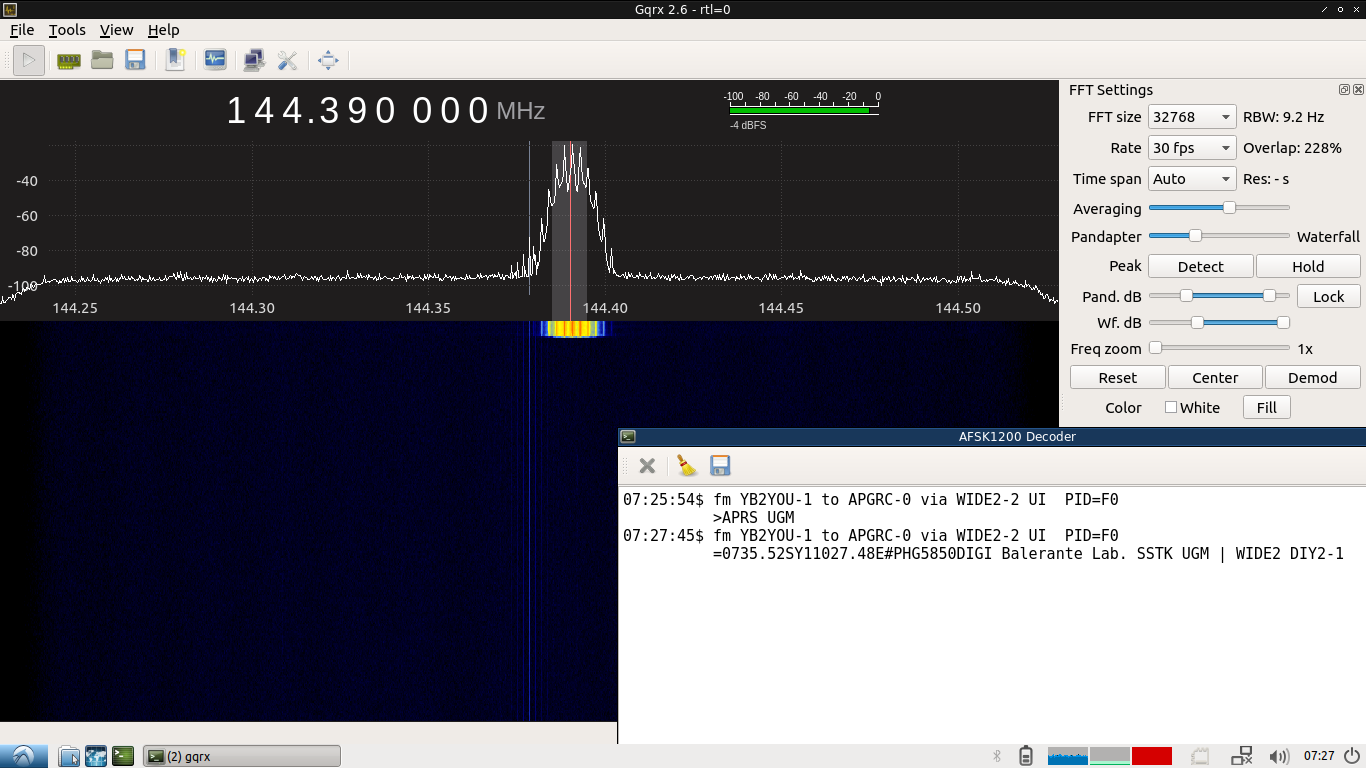 Gqrx 2.6 - rtl=0
File Tools View Help
144.390 000 MHz
-100 -80 -60 -40 -20 0
-4 dBFS
-40
-60
-80
-100
144.25 144.30 144.35 144.40 144.45 144.50
FFT Settings
FFT size 32768 RBW: 9.2 Hz
Rate 30 fps Overlap: 228%
Time span Auto Res: - s
Averaging
Pandapter Waterfall
Peak Detect Hold
Pand. dB Lock
Wf. dB
Freq zoom 1x
Reset Center Demod
Color White Fill
AFSK1200 Decoder
07:25:54$ fm YB2YOU-1 to APGRC-0 via WIDE2-2 UI  PID=F0
>APRS UGM
07:27:45$ fm YB2YOU-1 to APGRC-0 via WIDE2-2 UI  PID=F0
=0735.52SY11027.48E#PHG5850DIGI Balerante Lab. SSTK UGM | WIDE2 DIY2-1
(2) gqrx
07:27